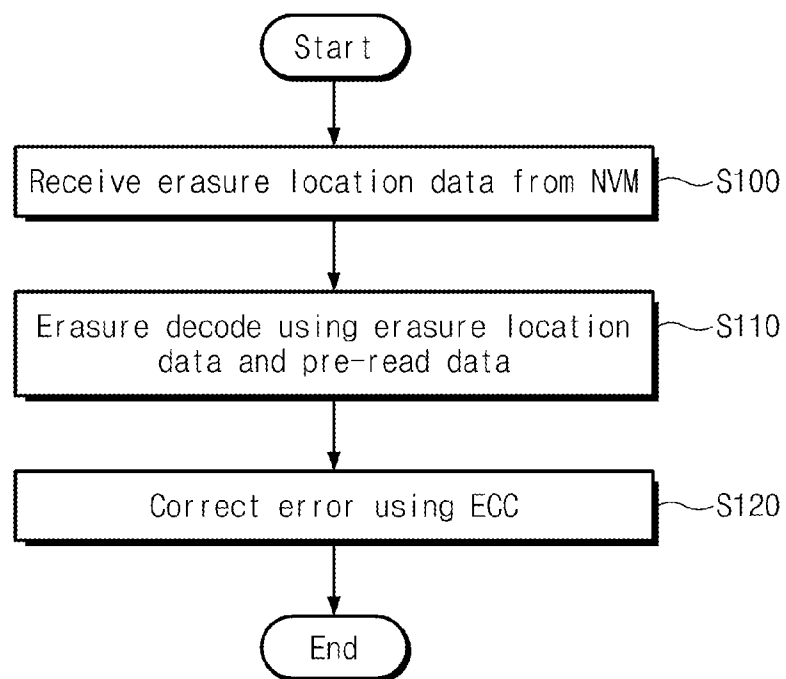 Start
Receive erasure location data from NVM
S100
Erasure decode using erasure location
data and pre-read data
S110
Correct error using ECC
S120
End